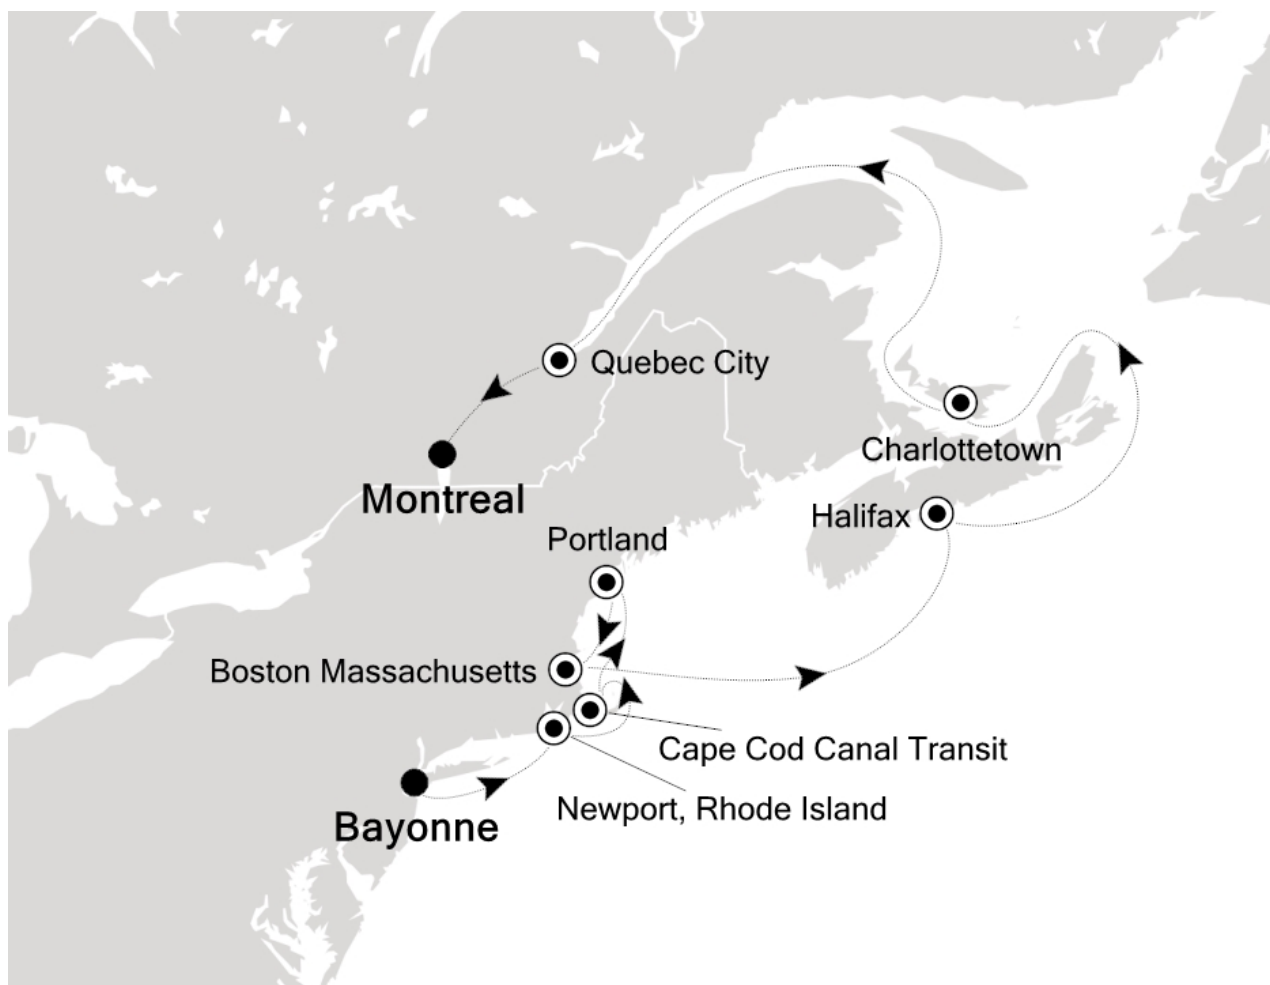 Quebec City
Charlottetown
Montreal
Halifax
Portland
Boston Massachusetts
Cape Cod Canal Transit
Newport, Rhode Island
Bayonne